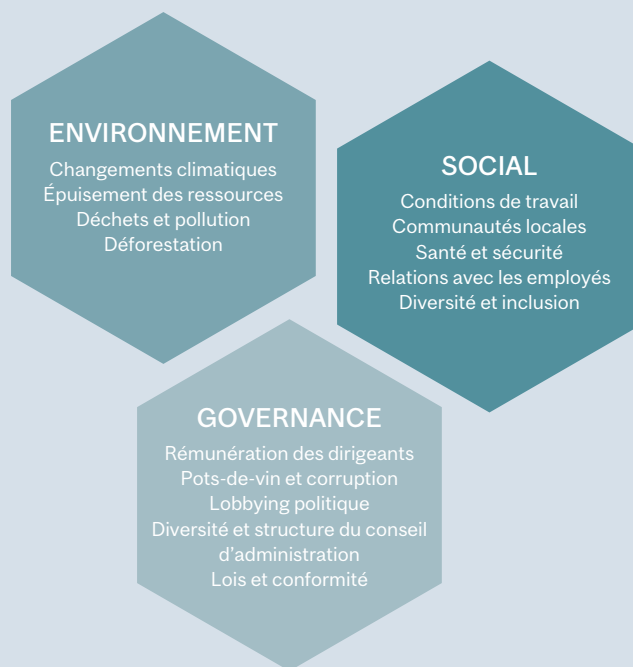 ENVIRONNEMENT
Changements climatiques
Épuisement des ressources
Déchets et pollution
Déforestation
SOCIAL
Conditions de travail
Communautés locales
Santé et sécurité
Relations avec les employés
Diversité et inclusion
GOVERNANCE
Rémunération des dirigeants
Pots-de-vin et corruption
Lobbying politique
Diversité et structure du conseil
d’administration
Lois et conformité